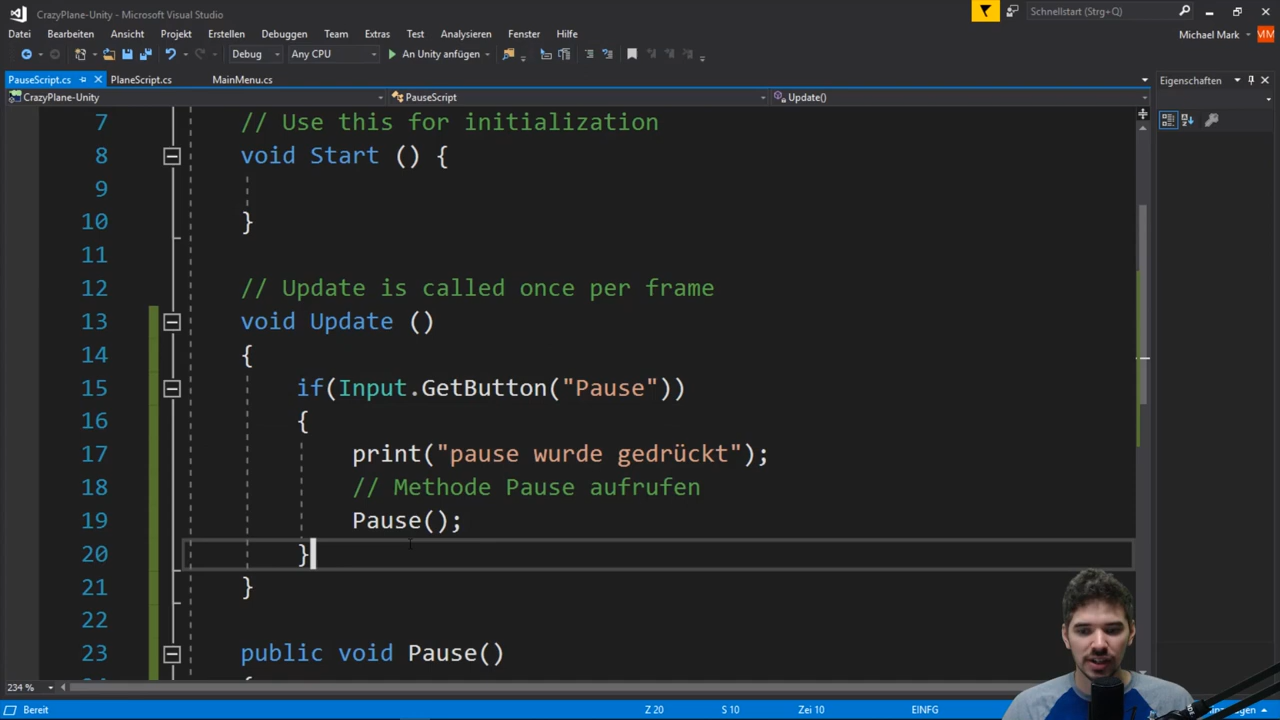 CrazyPlane-Unity - Microsoft Visual Studio
Schnellstart (Strg+Q)
Datei Bearbeiten Ansicht Projekt Erstellen Debuggen Team Extras Test Analysieren Fenster Hilfe
Michael Mark MM
Debug Any CPU An Unity anfügen
PauseScript.cs PlaneScript.cs MainMenu.cs
Eigenschaften
CrazyPlane-Unity PauseScript Update()
7 // Use this for initialization
8 void Start () {
9
10 }
11
12 // Update is called once per frame
13 void Update ()
14 {
15 if(Input.GetButton("Pause"))
16 {
17 print("pause wurde gedrückt");
18 // Methode Pause aufrufen
19 Pause();
20 }
21 }
22
23 public void Pause()
234 %
Bereit Z 20 S 10 Zei 10 EINFG